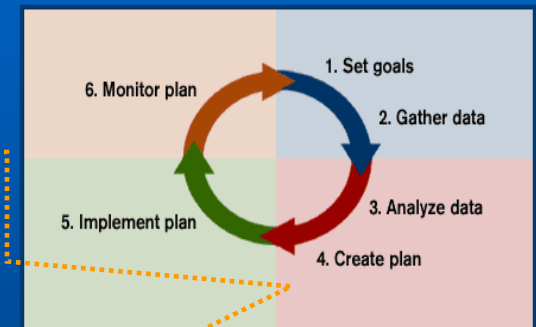 1. Set goals
2. Gather data
3. Analyze data
4. Create plan
5. Implement plan
6. Monitor plan